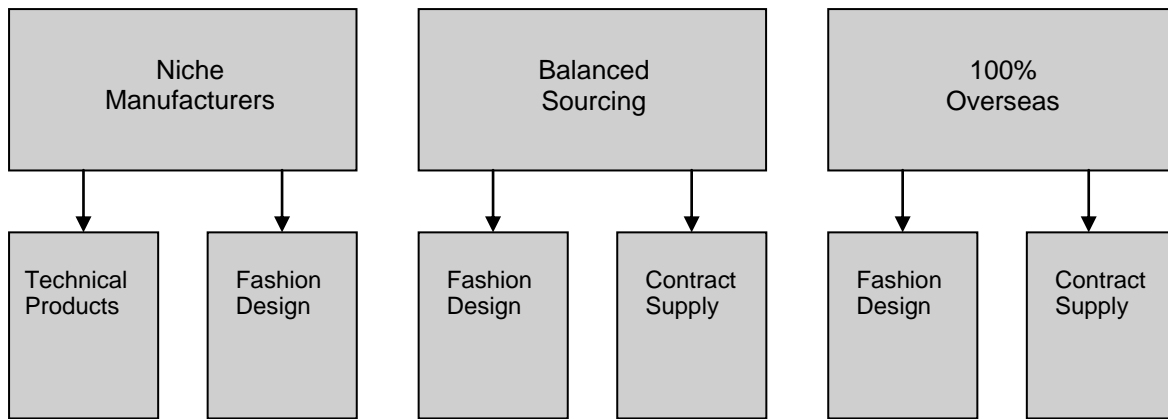 Niche
Manufacturers
Balanced
Sourcing
100%
Overseas
Technical
Products
Fashion
Design
Fashion
Design
Contract
Supply
Fashion
Design
Contract
Supply